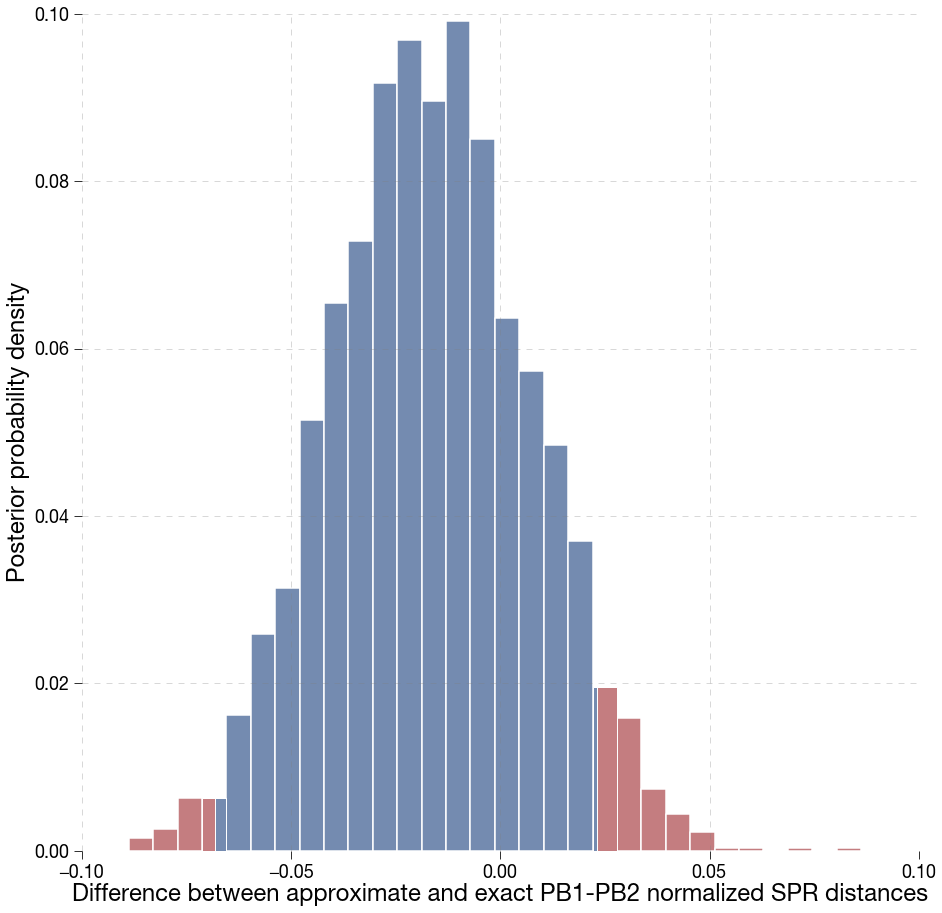 0.10
0.08
0.06
0.04
0.02
0.00
Posterior probability density
−0.10 −0.05 0.00 0.05 0.10
Difference between approximate and exact PB1-PB2 normalized SPR distances